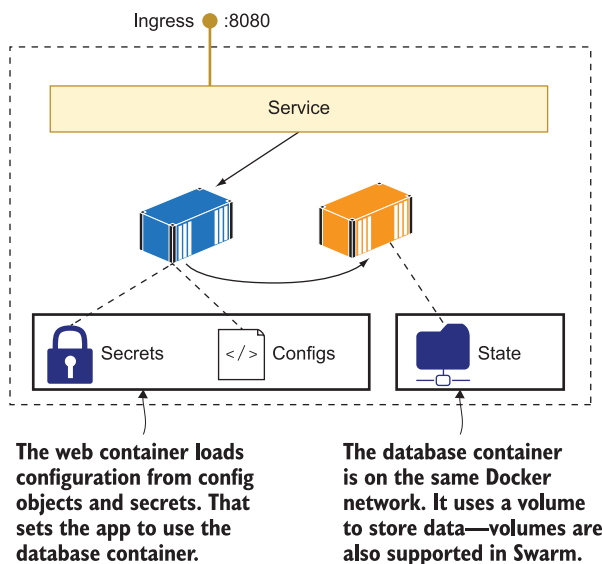 Ingress :8080
Service
Secrets
</>
Configs
State
The web container loads
configuration from config
objects and secrets. That
sets the app to use the
database container.
The database container
is on the same Docker
network. It uses a volume
to store data—volumes are
also supported in Swarm.